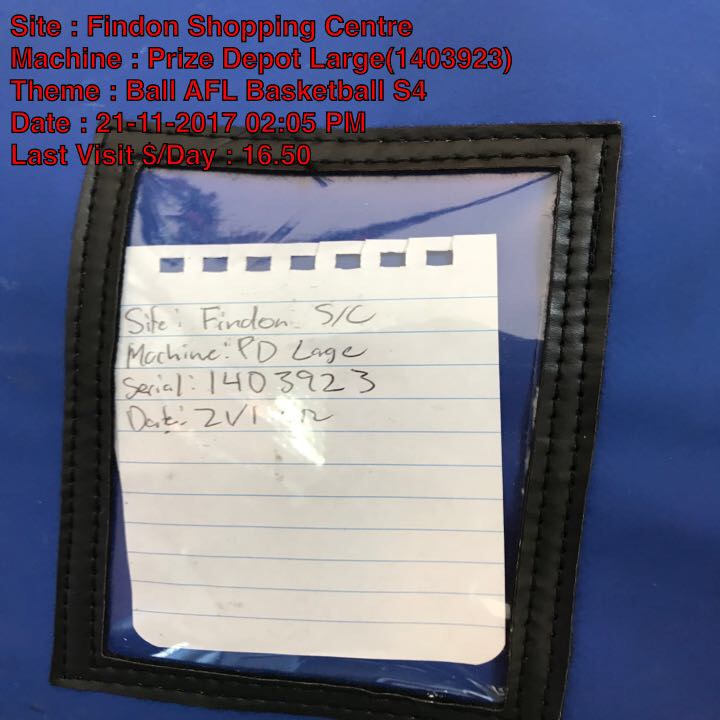 Site : Findon Shopping Centre
Machine : Prize Depot Large(1403923)
Theme : Ball AFL Basketball S4
Date : 21-11-2017 02:05 PM
Last Visit $/Day : 16.50
Site: Findon S/C
Machine: PD Lage
Serial: 1403923
Date: